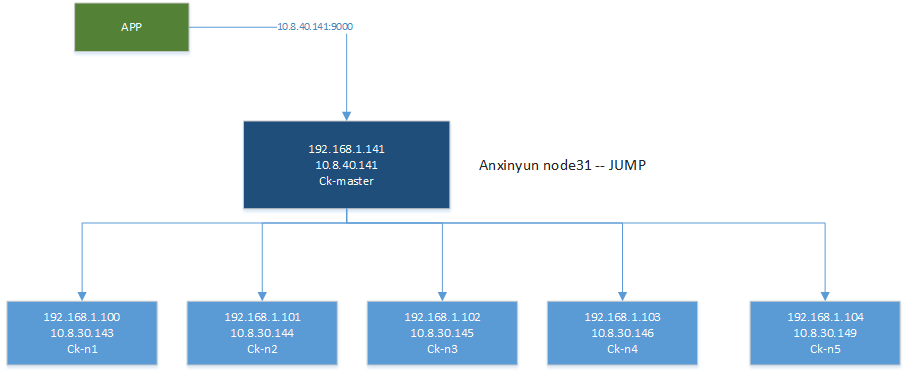 APP
10.8.40.141:9000
192.168.1.141
10.8.40.141
Ck-master
Anxinyun node31 -- JUMP
192.168.1.100
10.8.30.143
Ck-n1
192.168.1.101
10.8.30.144
Ck-n2
192.168.1.102
10.8.30.145
Ck-n3
192.168.1.103
10.8.30.146
Ck-n4
192.168.1.104
10.8.30.149
Ck-n5